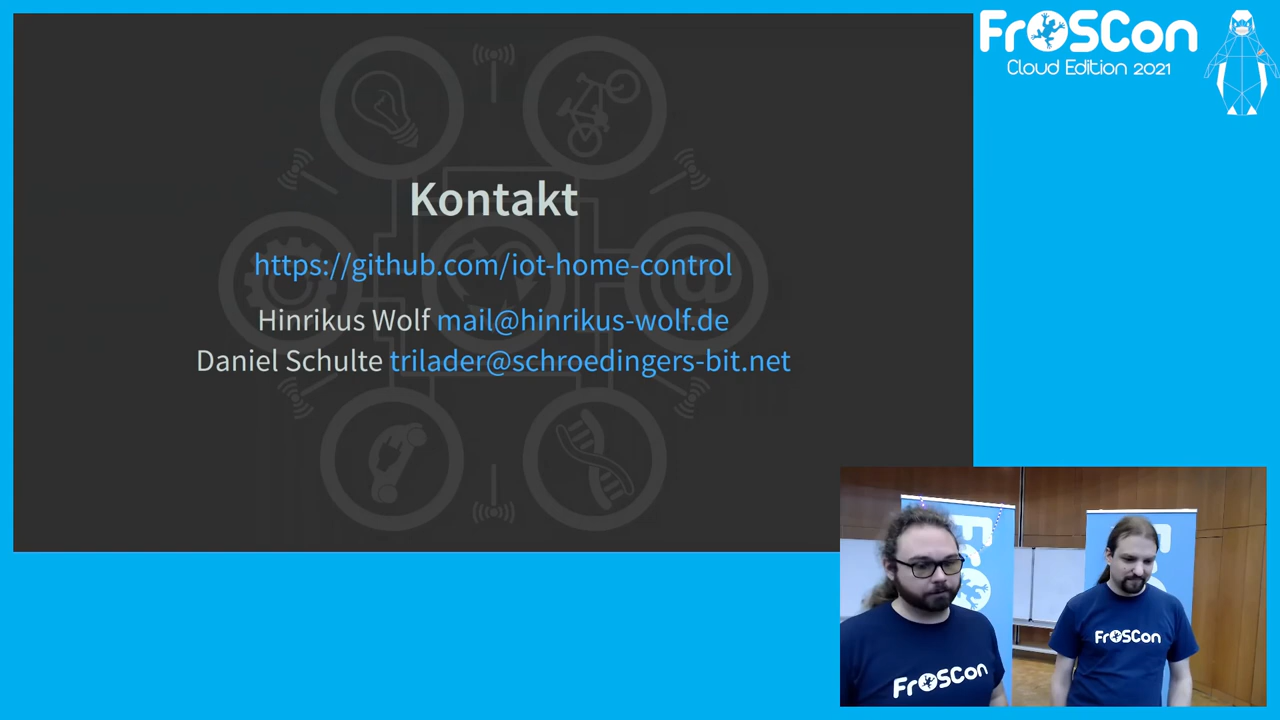 FrOSCon
Cloud Edition 2021
Kontakt
https://github.com/iot-home-control
Hinrikus Wolf mail@hinrikus-wolf.de
Daniel Schulte trilader@schroedingers-bit.net
FrOSCon
FrOSCon